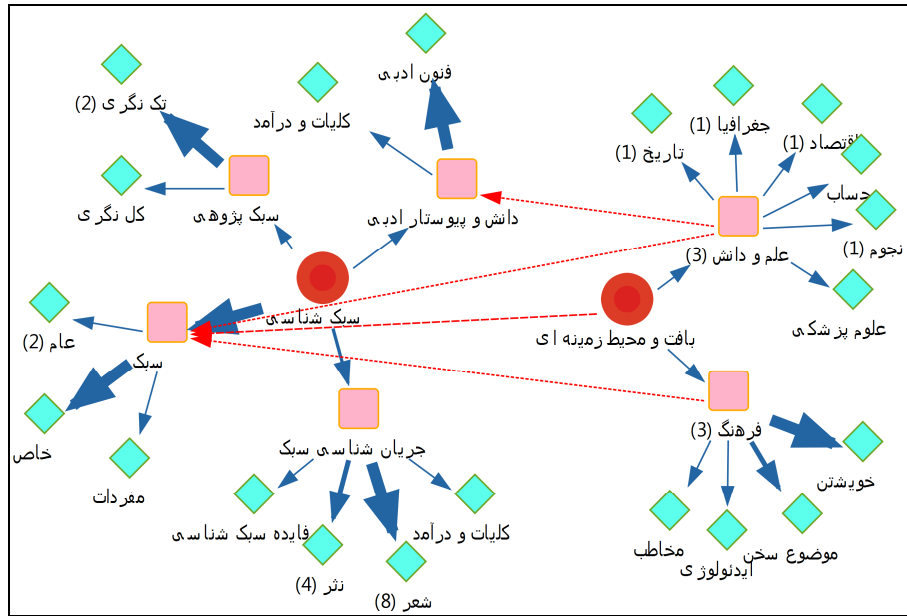 فنون ادبی
کلیات و درآمد
تک نگری (2)
جغرافیا (1)
اقتصاد (1)
تاریخ (1)
حساب
کل نگری
سبک پژوهی
دانش و پیوستار ادبی
نجوم (1)
علم و دانش (3)
سبک شناسی
علوم پزشکی
بافت و محیط زمینه ای
عام (2)
سبک
فرهنگ (3)
جریان شناسی سبک
خاص
خویشتن
مفردات
کلیات و درآمد
فایده سبک شناسی
موضوع سخن
مخاطب
ایدئولوژی
نثر (4)
شعر (8)